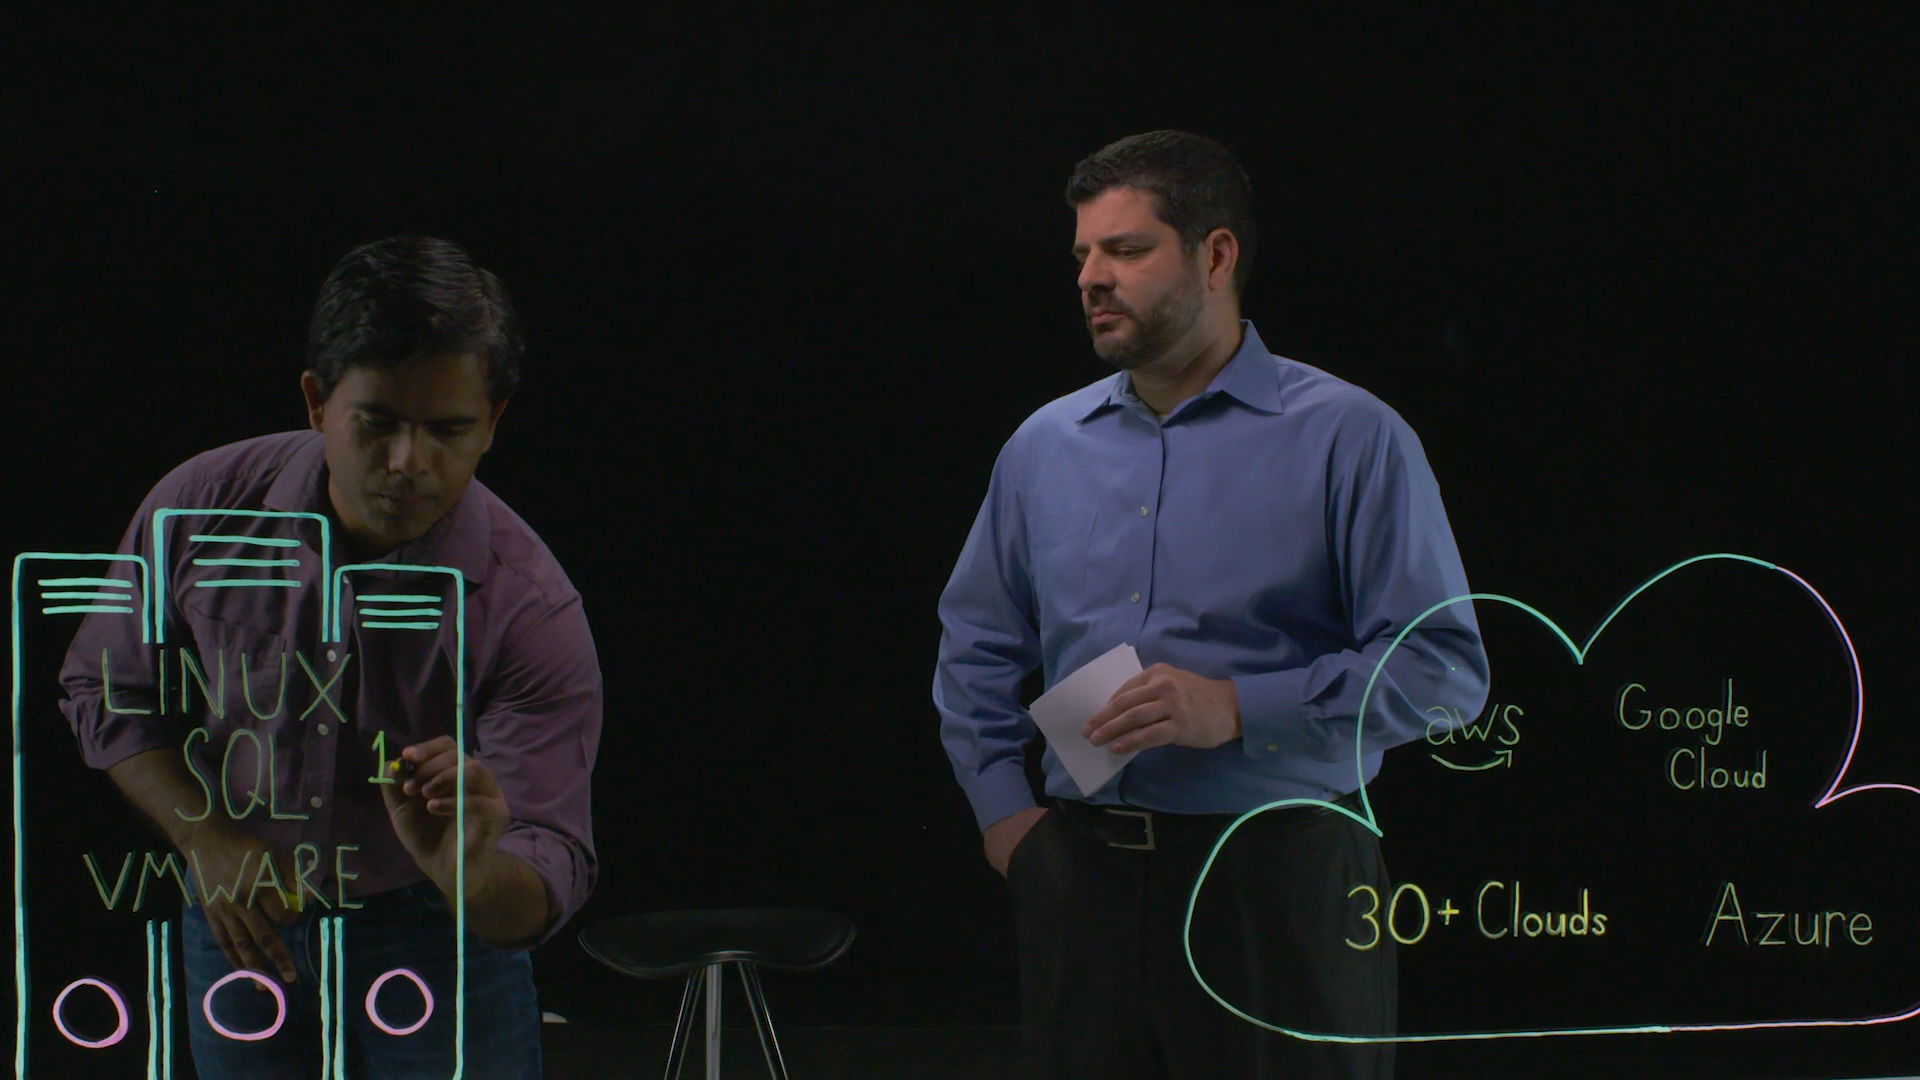 LINUX
SQL 1
VMWARE
aws
Google
Cloud
30+ Clouds
Azure